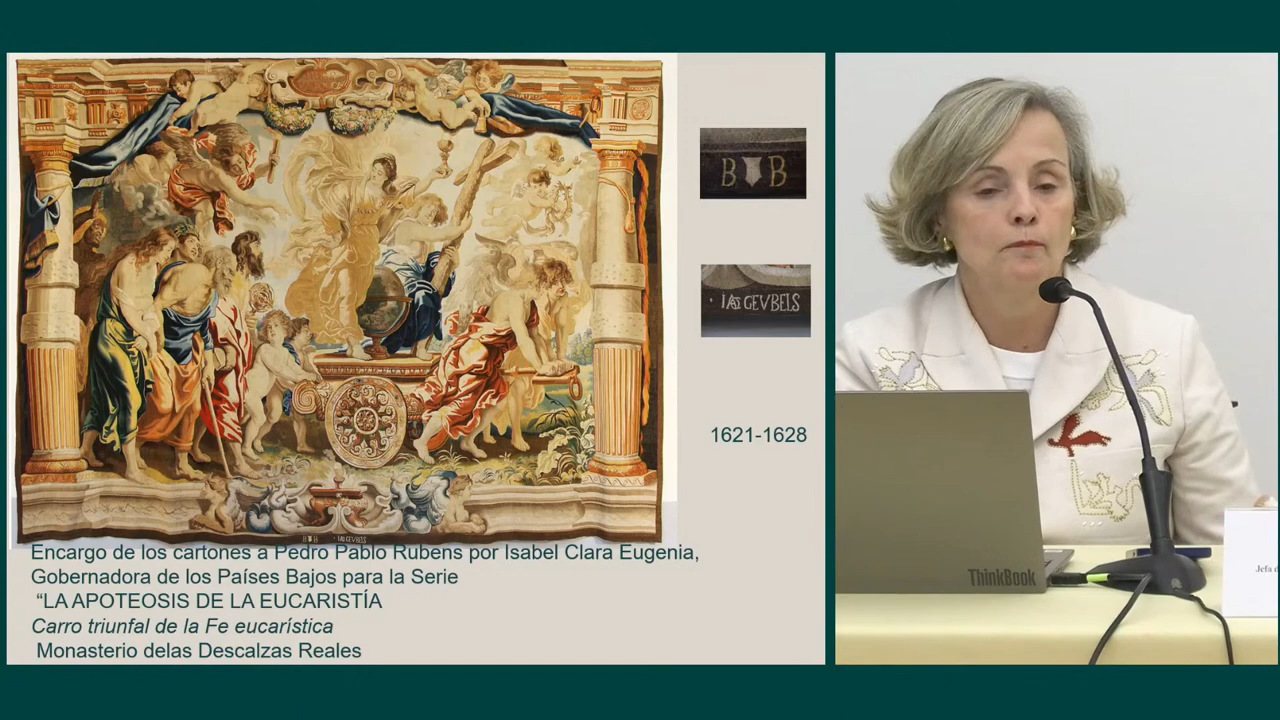 B B
IAS GEVBELS
1621-1628
Encargo de los cartones a Pedro Pablo Rubens por Isabel Clara Eugenia,
Gobernadora de los Países Bajos para la Serie
“LA APOTEOSIS DE LA EUCARISTÍA
Carro triunfal de la Fe eucarística
Monasterio delas Descalzas Reales
ThinkBook
Jefa d